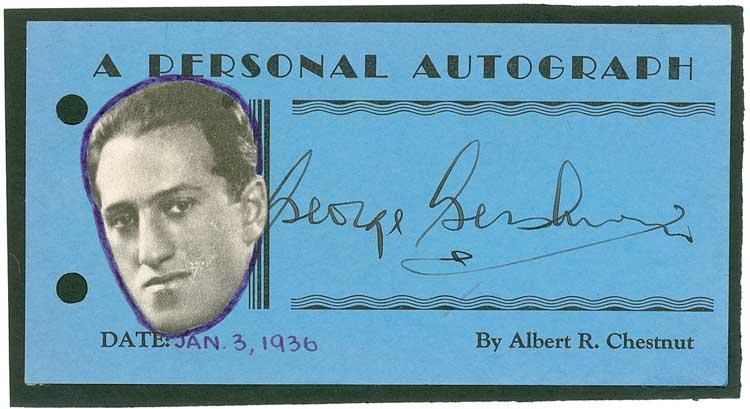 A PERSONAL AUTOGRAPH
George Gershwin
DATE: JAN. 3, 1936
By Albert R. Chestnut